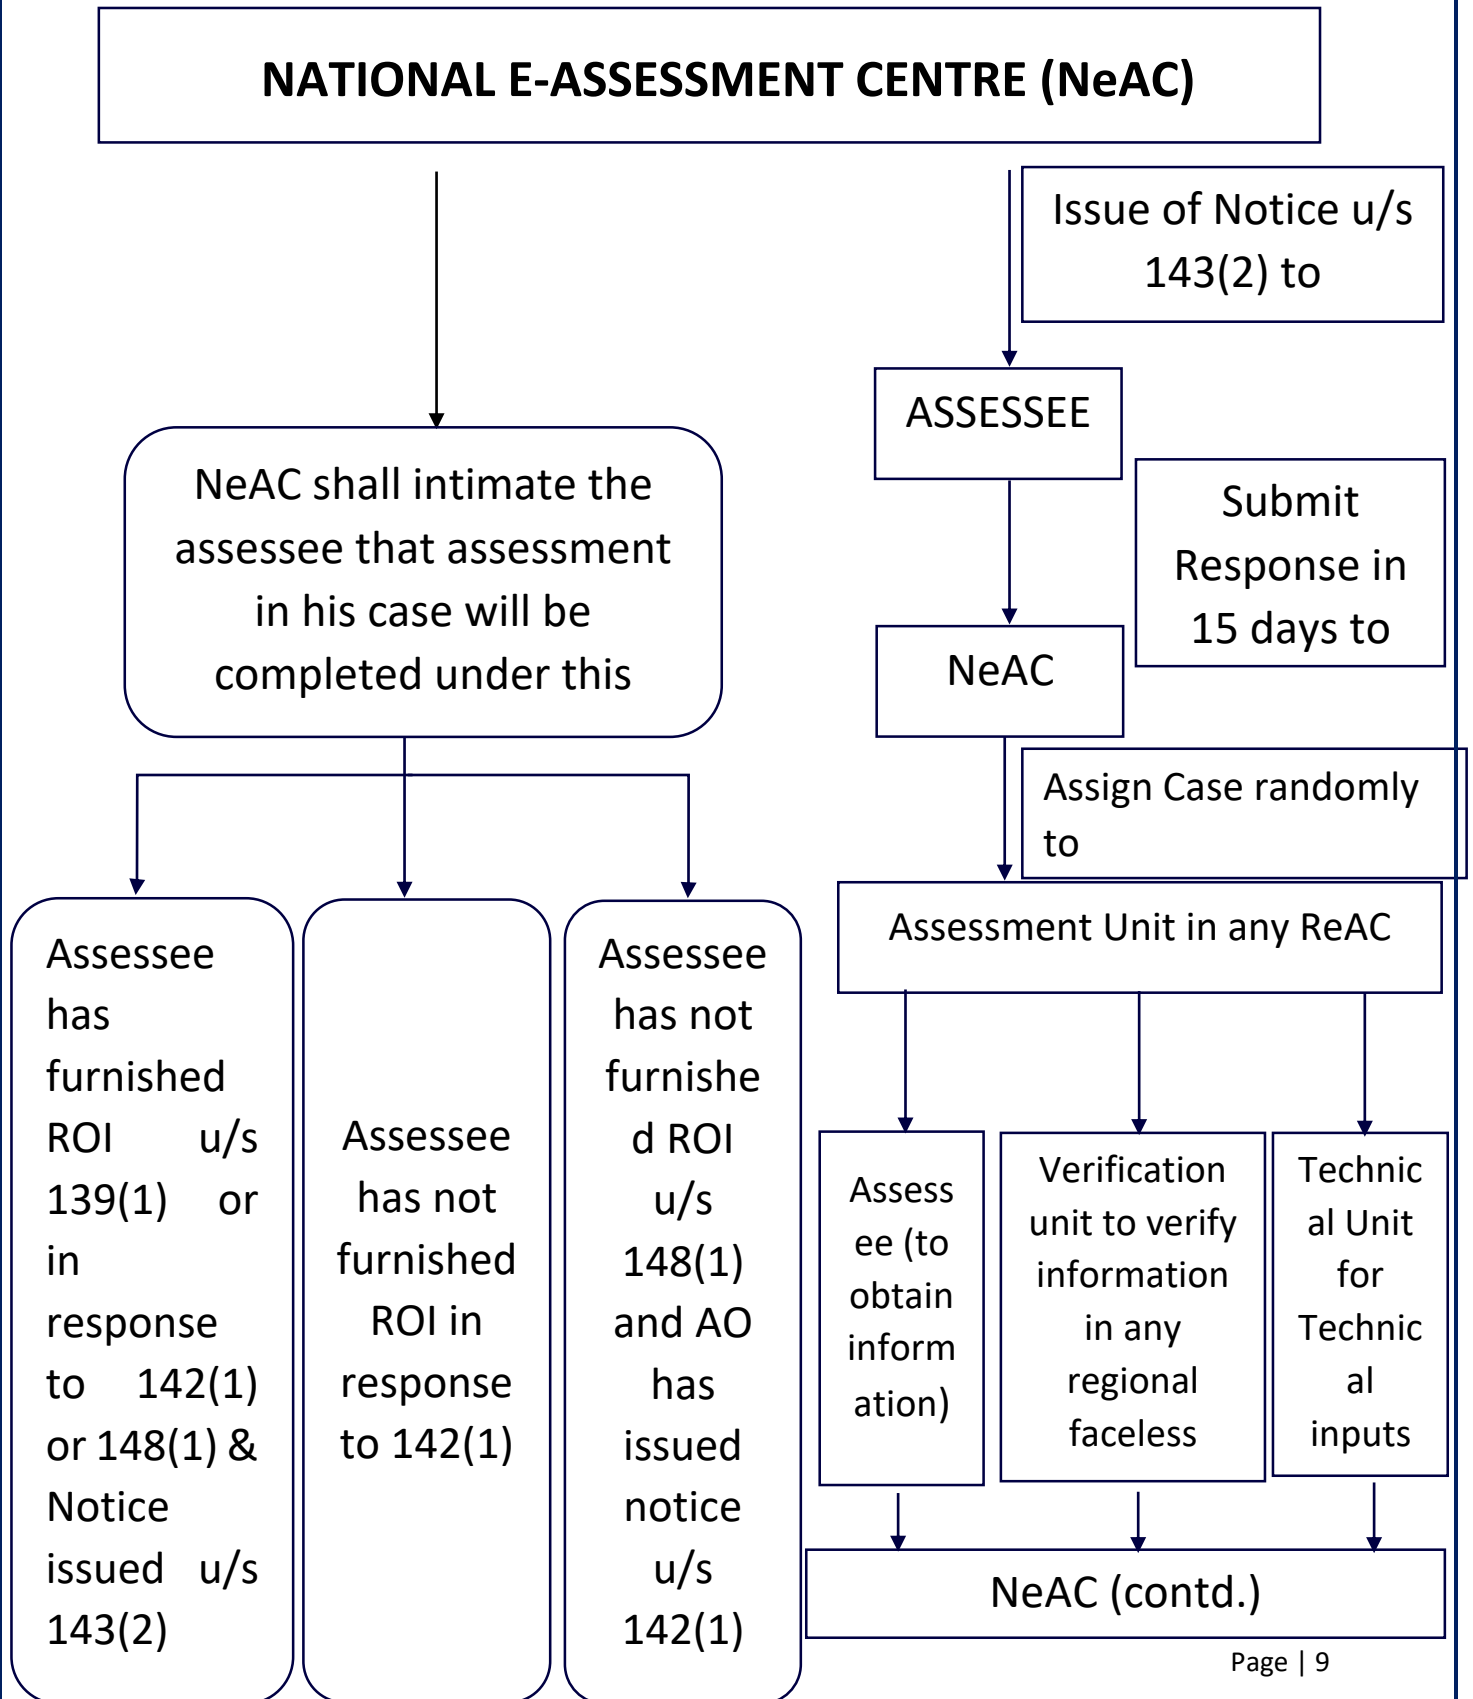 NATIONAL E-ASSESSMENT CENTRE (NeAC)
Issue of Notice u/s
143(2) to
ASSESSEE
Submit
Response in
15 days to
NeAC
Assign Case randomly
to
Assessment Unit in any ReAC
NeAC shall intimate the
assessee that assessment
in his case will be
completed under this
Assessee
has
furnished
ROI u/s
139(1) or
in
response
to 142(1)
or 148(1) &
Notice
issued u/s
143(2)
Assessee
has not
furnished
ROI in
response
to 142(1)
Assessee
has not
furnishe
d ROI
u/s
148(1)
and AO
has
issued
notice
u/s
142(1)
Assess
ee (to
obtain
inform
ation)
Verification
unit to verify
information
in any
regional
faceless
Technic
al Unit
for
Technic
al
inputs
NeAC (contd.)
Page | 9